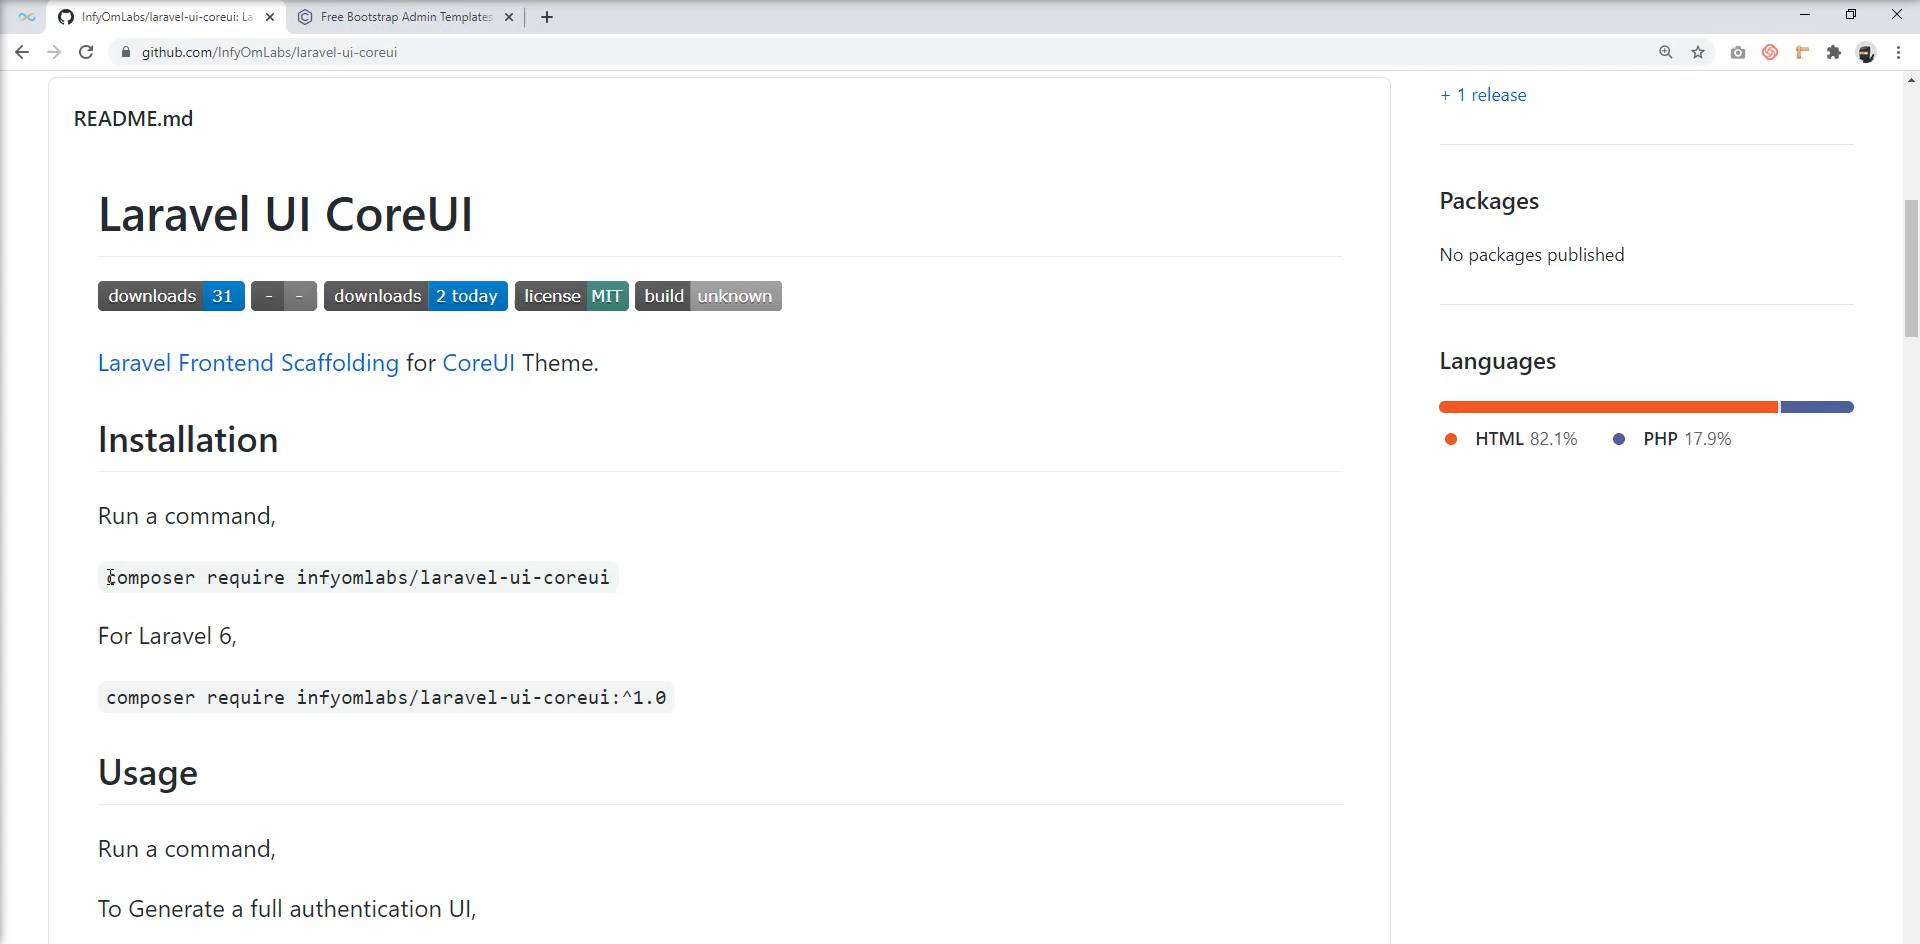 InfyOmLabs/laravel-ui-coreui: La
Free Bootstrap Admin Templates
github.com/InfyOmLabs/laravel-ui-coreui
README.md
+ 1 release
Laravel UI CoreUI
Packages
No packages published
downloads 31 - - downloads 2 today license MIT build unknown
Laravel Frontend Scaffolding for CoreUI Theme.
Languages
HTML 82.1% PHP 17.9%
Installation
Run a command,
composer require infyomlabs/laravel-ui-coreui
For Laravel 6,
composer require infyomlabs/laravel-ui-coreui:^1.0
Usage
Run a command,
To Generate a full authentication UI,